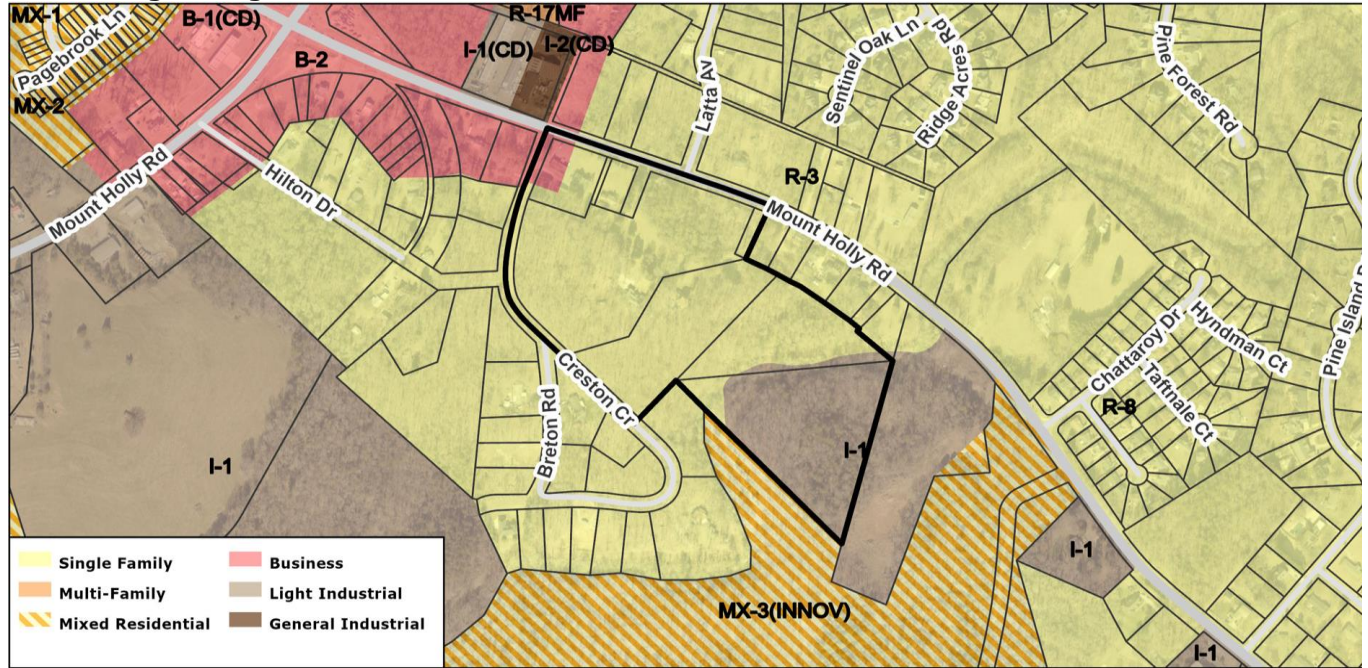 MX-1
B-1(CD)
R-17MF
I-1(CD)
I-2(CD)
Pagebrook Ln
B-2
MX-2
Latta Av
Sentinel Oak Ln
Ridge Acres Rd
Pine Forest Rd
Mount Holly Rd
Hilton Dr
R-3
Mount Holly Rd
Pine Island D
Chattaroy Dr
Hyndman Ct
Taftnale Ct
R-8
Creston Cr
Breton Rd
I-1
I-1
I-1
MX-3(INNOV)
I-1
Single Family
Business
Multi-Family
Light Industrial
Mixed Residential
General Industrial